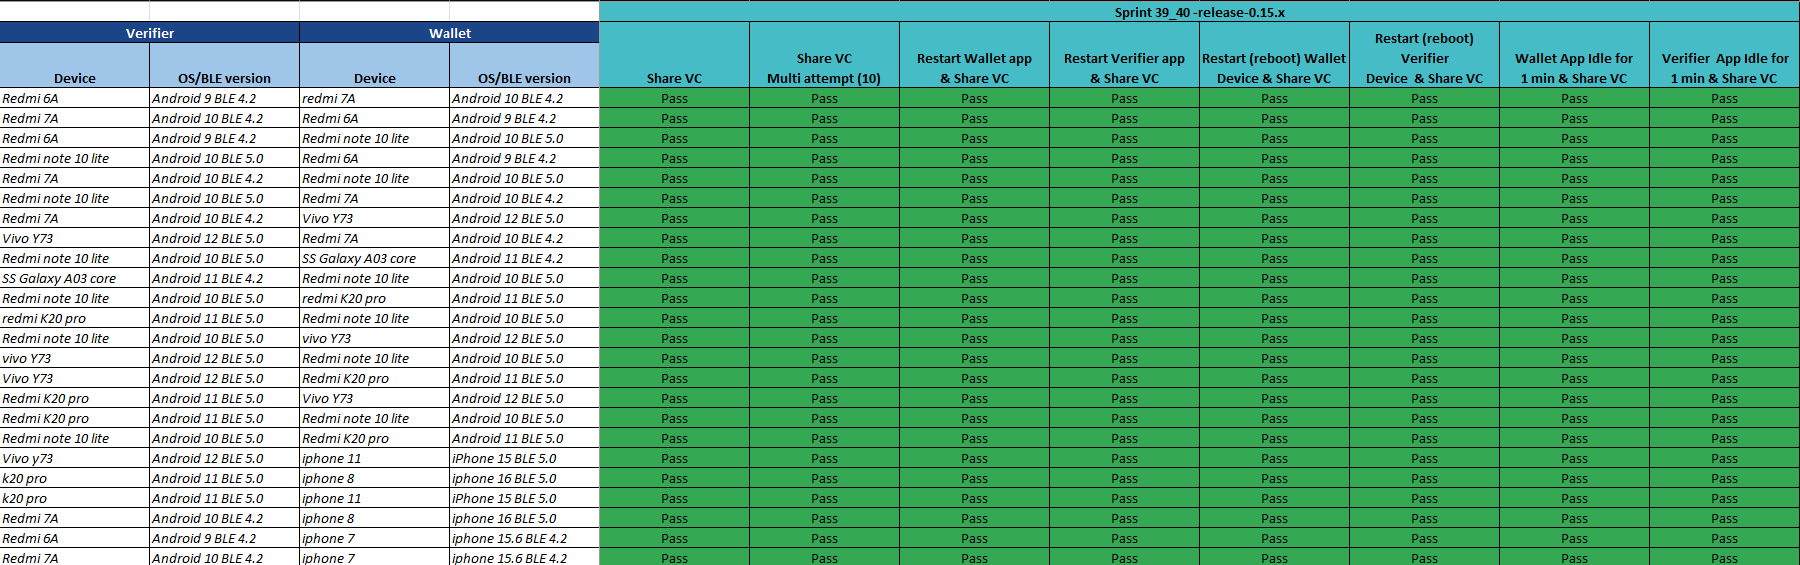 Sprint 39_40 -release-0.15.x
Verifier Wallet
Device OS/BLE version Device OS/BLE version Share VC Share VC Multi attempt (10) Restart Wallet app & Share VC Restart Verifier app & Share VC Restart (reboot) Wallet Device & Share VC Restart (reboot) Verifier Device & Share VC Wallet App Idle for 1 min & Share VC Verifier App Idle for 1 min & Share VC
Redmi 6A Android 9 BLE 4.2 redmi 7A Android 10 BLE 4.2 Pass Pass Pass Pass Pass Pass Pass Pass
Redmi 7A Android 10 BLE 4.2 Redmi 6A Android 9 BLE 4.2 Pass Pass Pass Pass Pass Pass Pass Pass
Redmi 6A Android 9 BLE 4.2 Redmi note 10 lite Android 10 BLE 5.0 Pass Pass Pass Pass Pass Pass Pass Pass
Redmi note 10 lite Android 10 BLE 5.0 Redmi 6A Android 9 BLE 4.2 Pass Pass Pass Pass Pass Pass Pass Pass
Redmi 7A Android 10 BLE 4.2 Redmi note 10 lite Android 10 BLE 5.0 Pass Pass Pass Pass Pass Pass Pass Pass
Redmi note 10 lite Android 10 BLE 5.0 Redmi 7A Android 10 BLE 4.2 Pass Pass Pass Pass Pass Pass Pass Pass
Redmi 7A Android 10 BLE 4.2 Vivo Y73 Android 12 BLE 5.0 Pass Pass Pass Pass Pass Pass Pass Pass
Vivo Y73 Android 12 BLE 5.0 Redmi 7A Android 10 BLE 4.2 Pass Pass Pass Pass Pass Pass Pass Pass
Redmi note 10 lite Android 10 BLE 5.0 SS Galaxy A03 core Android 11 BLE 4.2 Pass Pass Pass Pass Pass Pass Pass Pass
SS Galaxy A03 core Android 11 BLE 4.2 Redmi note 10 lite Android 10 BLE 5.0 Pass Pass Pass Pass Pass Pass Pass Pass
Redmi note 10 lite Android 10 BLE 5.0 redmi K20 pro Android 11 BLE 5.0 Pass Pass Pass Pass Pass Pass Pass Pass
redmi K20 pro Android 11 BLE 5.0 Redmi note 10 lite Android 10 BLE 5.0 Pass Pass Pass Pass Pass Pass Pass Pass
Redmi note 10 lite Android 10 BLE 5.0 vivo Y73 Android 12 BLE 5.0 Pass Pass Pass Pass Pass Pass Pass Pass
vivo Y73 Android 12 BLE 5.0 Redmi note 10 lite Android 10 BLE 5.0 Pass Pass Pass Pass Pass Pass Pass Pass
Vivo Y73 Android 12 BLE 5.0 Redmi K20 pro Android 11 BLE 5.0 Pass Pass Pass Pass Pass Pass Pass Pass
Redmi K20 pro Android 11 BLE 5.0 Vivo Y73 Android 12 BLE 5.0 Pass Pass Pass Pass Pass Pass Pass Pass
Redmi K20 pro Android 11 BLE 5.0 Redmi note 10 lite Android 10 BLE 5.0 Pass Pass Pass Pass Pass Pass Pass Pass
Redmi note 10 lite Android 10 BLE 5.0 Redmi K20 pro Android 11 BLE 5.0 Pass Pass Pass Pass Pass Pass Pass Pass
Vivo y73 Android 12 BLE 5.0 iphone 11 iPhone 15 BLE 5.0 Pass Pass Pass Pass Pass Pass Pass Pass
k20 pro Android 11 BLE 5.0 iphone 8 iphone 16 BLE 5.0 Pass Pass Pass Pass Pass Pass Pass Pass
k20 pro Android 11 BLE 5.0 iphone 11 iPhone 15 BLE 5.0 Pass Pass Pass Pass Pass Pass Pass Pass
Redmi 7A Android 10 BLE 4.2 iphone 8 iphone 16 BLE 5.0 Pass Pass Pass Pass Pass Pass Pass Pass
Redmi 6A Android 9 BLE 4.2 iphone 7 iphone 15.6 BLE 4.2 Pass Pass Pass Pass Pass Pass Pass Pass
Redmi 7A Android 10 BLE 4.2 iphone 7 iphone 15.6 BLE 4.2 Pass Pass Pass Pass Pass Pass Pass Pass